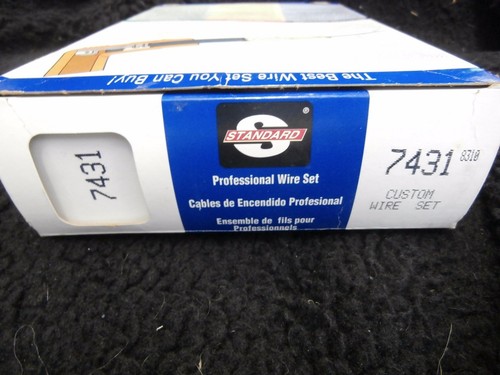 The Best Wire Set You Can Buy!
7431
STANDARD
S
®
Professional Wire Set
Cables de Encendido Profesional
Ensemble de fils pour
Professionnels
7431 8310
CUSTOM
WIRE SET